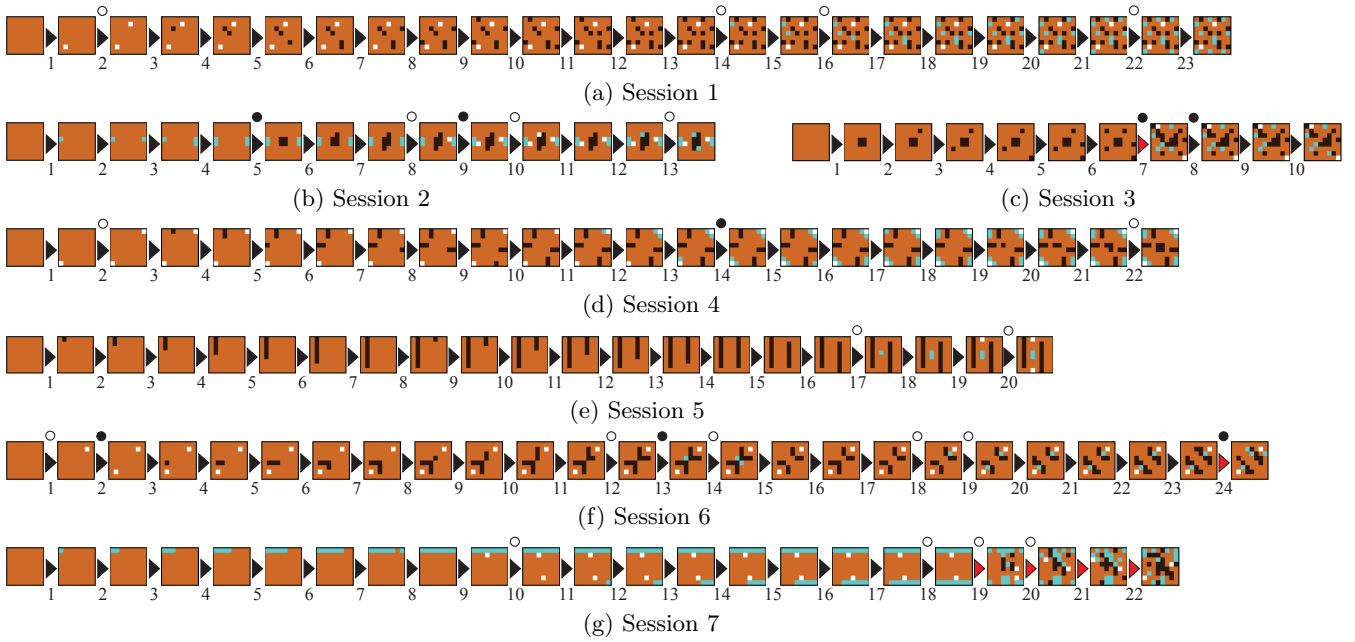 1 2 3 4 5 6 7 8 9 10 11 12 13 14 15 16 17 18 19 20 21 22 23
(a) Session 1
1 2 3 4 5 6 7 8 9 10 11 12 13
(b) Session 2
1 2 3 4 5 6 7 8 9 10
(c) Session 3
1 2 3 4 5 6 7 8 9 10 11 12 13 14 15 16 17 18 19 20 21 22
(d) Session 4
1 2 3 4 5 6 7 8 9 10 11 12 13 14 15 16 17 18 19 20
(e) Session 5
1 2 3 4 5 6 7 8 9 10 11 12 13 14 15 16 17 18 19 20 21 22 23 24
(f) Session 6
1 2 3 4 5 6 7 8 9 10 11 12 13 14 15 16 17 18 19 20 21 22
(g) Session 7